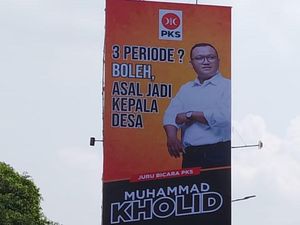 PKS
3 PERIODE ?
BOLEH,
ASAL JADI
KEPALA
DESA
JURU BICARA PKS
MUHAMMAD
KHOLID